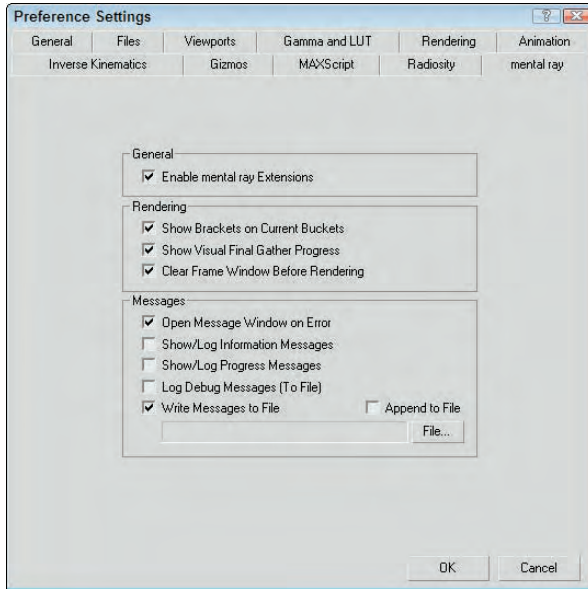 Preference Settings
General Files Viewports Gamma and LUT Rendering Animation
Inverse Kinematics Gizmos MAXScript Radiosity mental ray
General
Enable mental ray Extensions
Rendering
Show Brackets on Current Buckets
Show Visual Final Gather Progress
Clear Frame Window Before Rendering
Messages
Open Message Window on Error
Show/Log Information Messages
Show/Log Progress Messages
Log Debug Messages (To File)
Write Messages to File Append to File
File...
OK Cancel